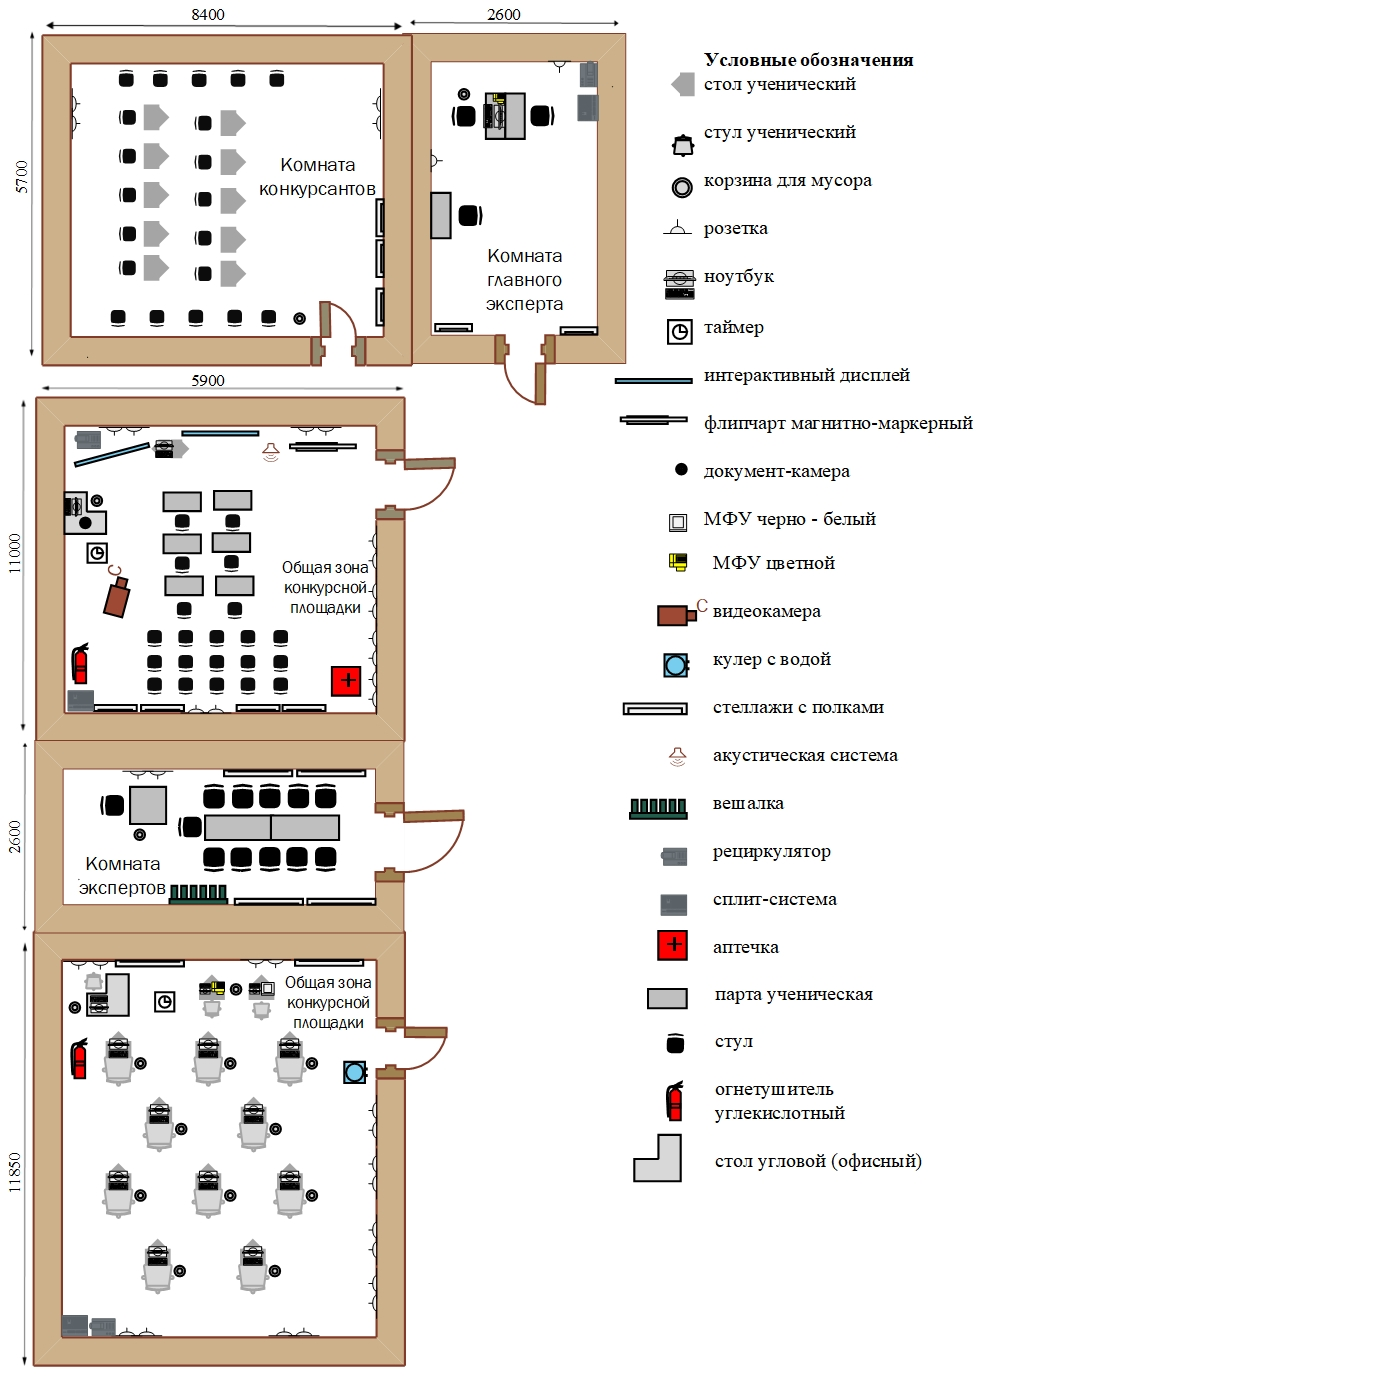 8400
2600
5700
Комната
конкурсантов
Комната
главного
эксперта
5900
11000
Общая зона
конкурсной
площадки
С
2600
Комната
экспертов
11850
Общая зона
конкурсной
площадки
Условные обозначения
стол ученический
стул ученический
корзина для мусора
розетка
ноутбук
таймер
интерактивный дисплей
флипчарт магнитно-маркерный
документ-камера
МФУ черно - белый
МФУ цветной
С
видеокамера
кулер с водой
стеллажи с полками
акустическая система
вешалка
рециркулятор
сплит-система
аптечка
парта ученическая
стул
огнетушитель
углекислотный
стол угловой (офисный)